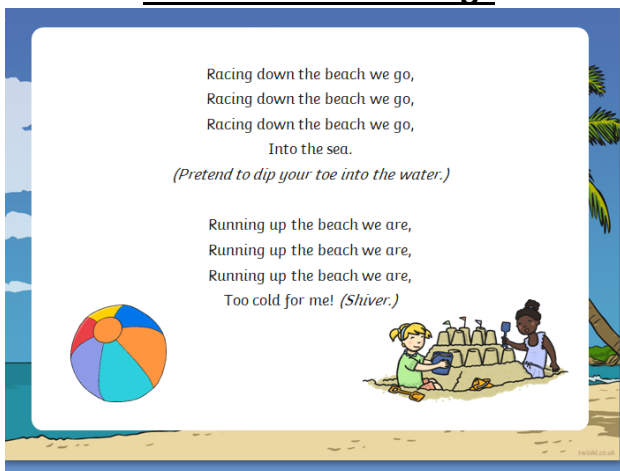 Racing down the beach we go,
Racing down the beach we go,
Racing down the beach we go,
Into the sea.
(Pretend to dip your toe into the water.)
Running up the beach we are,
Running up the beach we are,
Running up the beach we are,
Too cold for me! (Shiver.)
twinkl.co.uk